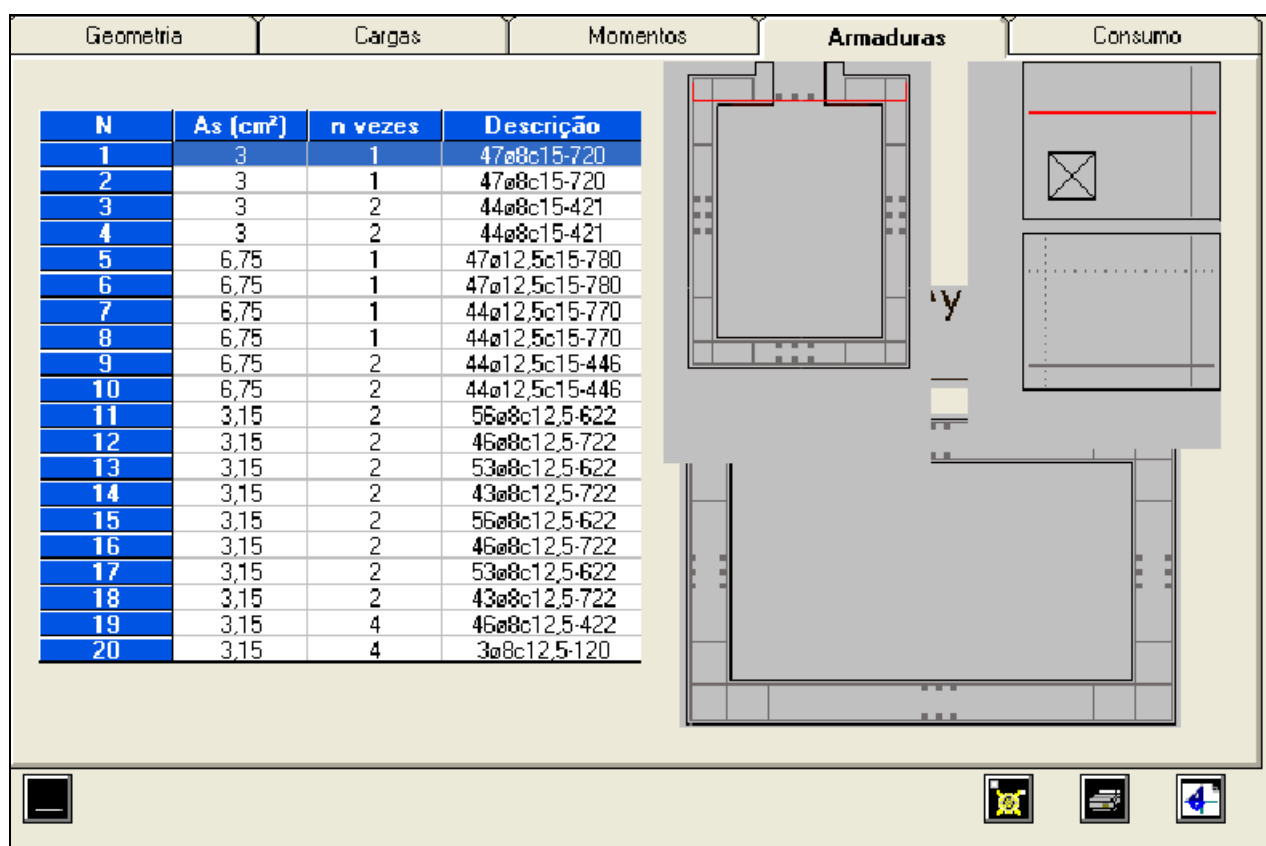 Geometria Cargas Momentos Armaduras Consumo
N As (cm²) n vezes Descrição
1 3 1 47ø8c15-720
2 3 1 47ø8c15-720
3 3 2 44ø8c15-421
4 3 2 44ø8c15-421
5 6,75 1 47ø12,5c15-780
6 6,75 1 47ø12,5c15-780
7 6,75 1 44ø12,5c15-770
8 6,75 1 44ø12,5c15-770
9 6,75 2 44ø12,5c15-446
10 6,75 2 44ø12,5c15-446
11 3,15 2 56ø8c12,5-622
12 3,15 2 46ø8c12,5-722
13 3,15 2 53ø8c12,5-622
14 3,15 2 43ø8c12,5-722
15 3,15 2 56ø8c12,5-622
16 3,15 2 46ø8c12,5-722
17 3,15 2 53ø8c12,5-622
18 3,15 2 43ø8c12,5-722
19 3,15 4 46ø8c12,5-422
20 3,15 4 3ø8c12,5-120
y